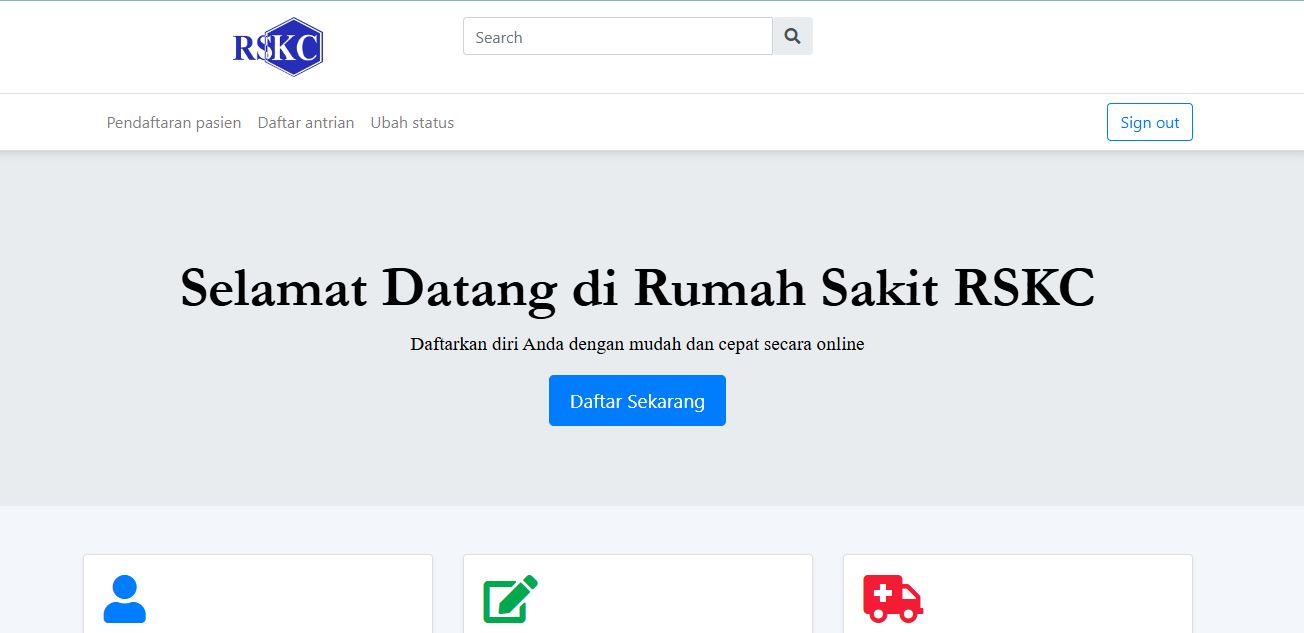 RSKC
Search
Pendaftaran pasien Daftar antrian Ubah status Sign out
Selamat Datang di Rumah Sakit RSKC
Daftarkan diri Anda dengan mudah dan cepat secara online
Daftar Sekarang